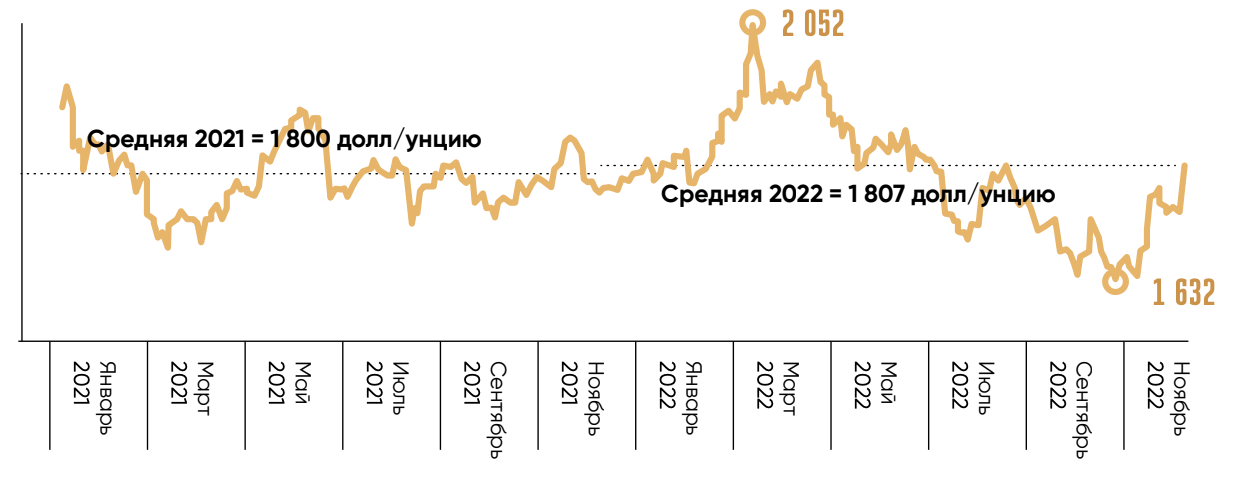 2 052
Средняя 2021 = 1 800 долл/унцию
Средняя 2022 = 1 807 долл/унцию
1 632
Январь
2021
Март
2021
Май
2021
Июль
2021
Сентябрь
2021
Ноябрь
2021
Январь
2022
Март
2022
Май
2022
Июль
2022
Сентябрь
2022
Ноябрь
2022